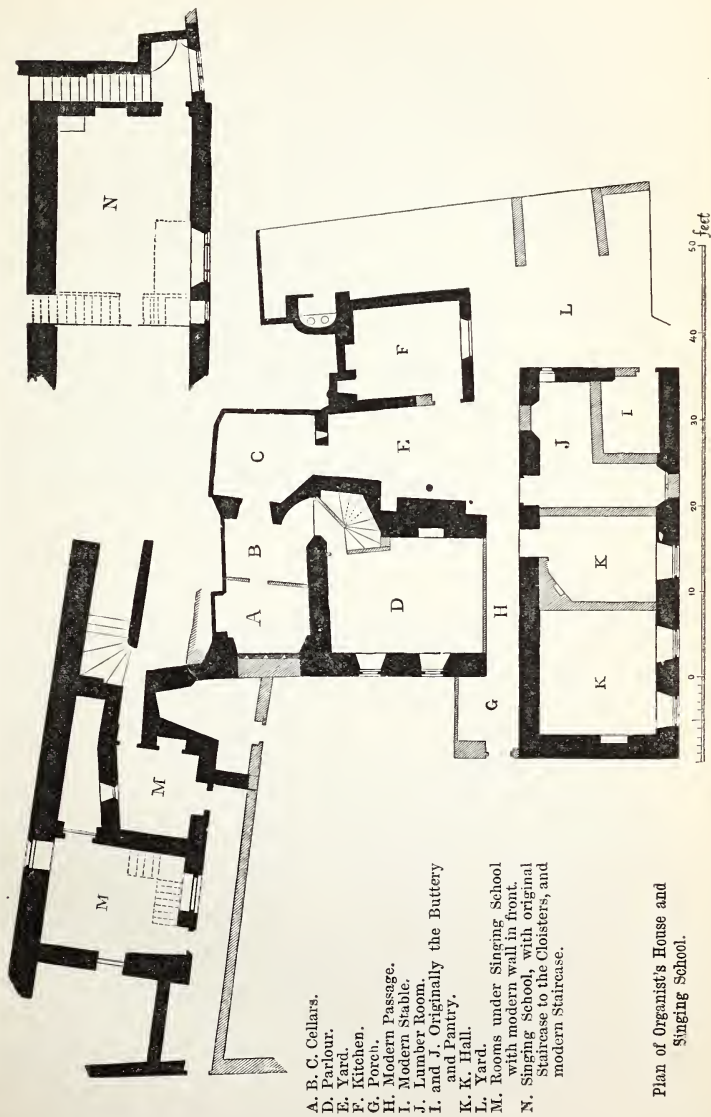 N
M
M
C
B
A
F
E
D
L
H
G
J
I
K
K
50 feet
40
30
20
10
0
A. B. C. Cellars.
D. Parlour.
E. Yard.
F. Kitchen.
G. Porch.
H. Modern Passage.
I. Modern Stable.
J. Lumber Room.
I. and J. Originally the Buttery
and Pantry.
K. K. Hall.
L. Yard.
M. Rooms under Singing School
with modern wall in front.
N. Singing School, with original
Staircase to the Cloisters, and
modern Staircase.
Plan of Organist's House and
Singing School.